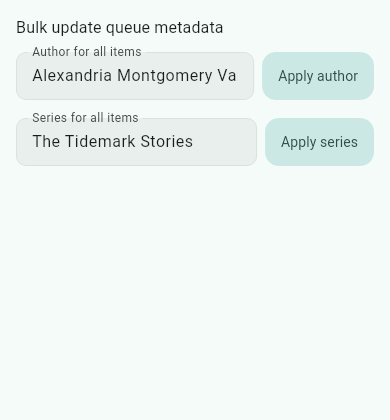 Bulk update queue metadata
Author for all items
Alexandria Montgomery Va
Apply author
Series for all items
The Tidemark Stories
Apply series